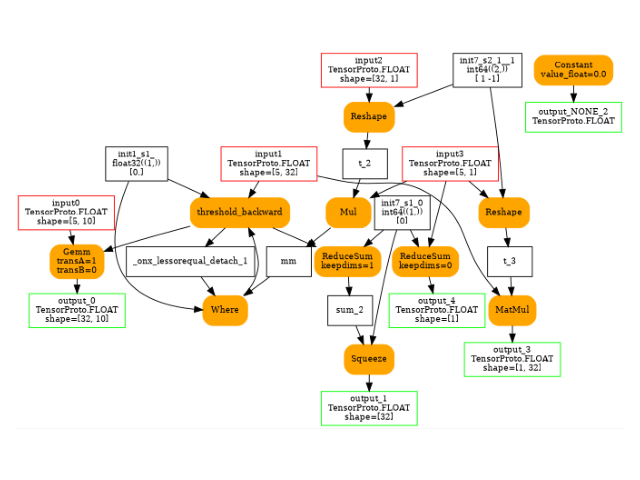 input2
TensorProto.FLOAT
shape=[32, 1]
init7_s2_1__1
int64((2,))
[ 1 -1]
Constant
value_float=0.0
output_NONE_2
TensorProto.FLOAT
Reshape
init1_s1_
float32((1,))
[0.]
input1
TensorProto.FLOAT
shape=[5, 32]
t_2
input3
TensorProto.FLOAT
shape=[5, 1]
input0
TensorProto.FLOAT
shape=[5, 10]
threshold_backward
Mul
init7_s1_0
int64((1,))
[0]
Reshape
Gemm
transA=1
transB=0
_onx_lessorequal_detach_1
mm
ReduceSum
keepdims=1
ReduceSum
keepdims=0
t_3
output_0
TensorProto.FLOAT
shape=[32, 10]
Where
sum_2
output_4
TensorProto.FLOAT
shape=[1]
MatMul
Squeeze
output_3
TensorProto.FLOAT
shape=[1, 32]
output_1
TensorProto.FLOAT
shape=[32]